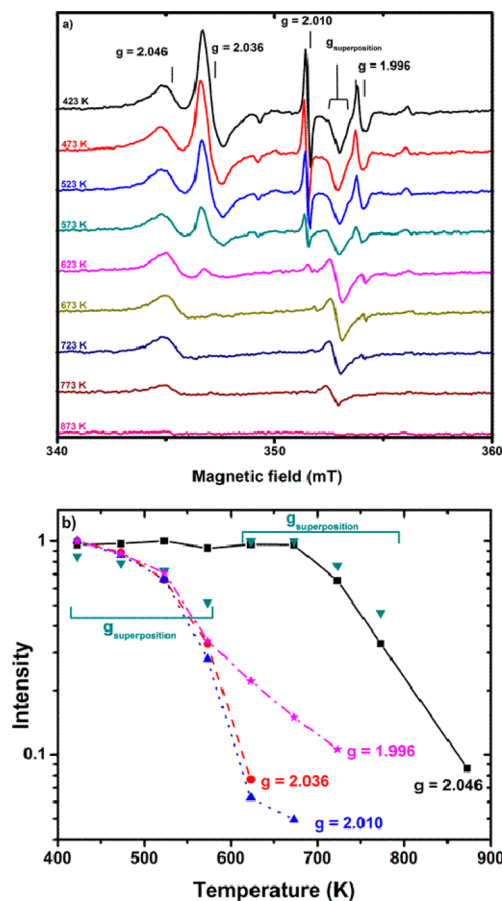 a)
g = 2.010
g = 2.046
g = 2.036
gsuperposition
g = 1.996
423 K
473 K
523 K
573 K
623 K
673 K
723 K
773 K
873 K
340
350
360
Magnetic field (mT)
b)
gsuperposition
1
gsuperposition
Intensity
g = 1.996
0.1
g = 2.036
g = 2.046
g = 2.010
400
500
600
700
800
900
Temperature (K)